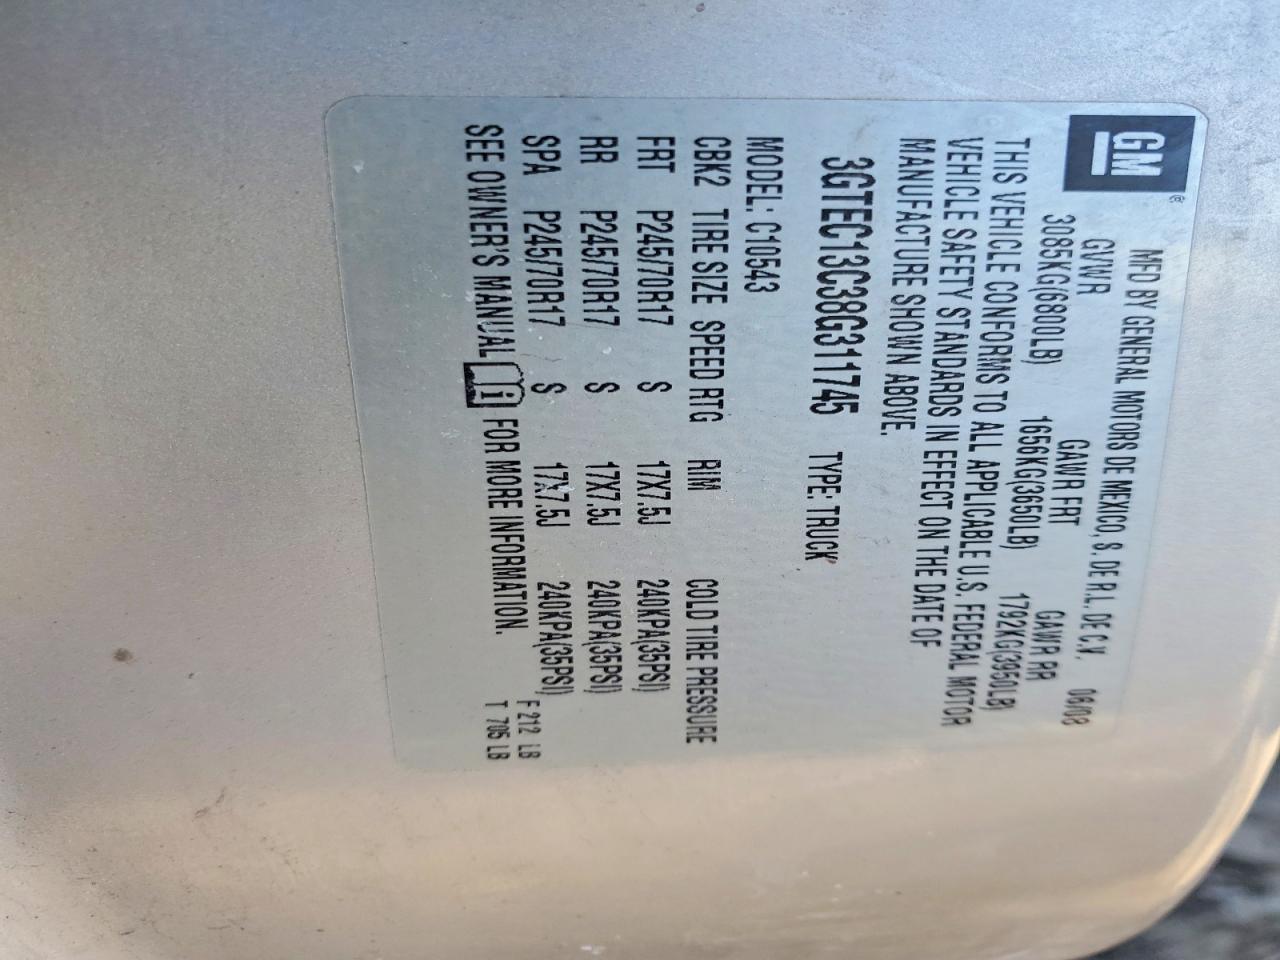 GM
MFD BY GENERAL MOTORS DE MEXICO, S. DE R.L. DE C.V.
GVWR GAWR FRT GAWR RR 08/08
3085KG(6800LB) 1656KG(3650LB) 1792KG(3950LB)
THIS VEHICLE CONFORMS TO ALL APPLICABLE U.S. FEDERAL MOTOR
VEHICLE SAFETY STANDARDS IN EFFECT ON THE DATE OF
MANUFACTURE SHOWN ABOVE.
3GTEC13C38G311745 TYPE: TRUCK
MODEL: C10543
CBK2 TIRE SIZE SPEED RTG RIM COLD TIRE PRESSURE
FRT P245/70R17 S 17X7.5J 240KPA(35PSI)
RR P245/70R17 S 17X7.5J 240KPA(35PSI)
SPA P245/70R17 S 17X7.5J 240KPA(35PSI)
SEE OWNER'S MANUAL i FOR MORE INFORMATION.
F 212 LB
T 705 LB